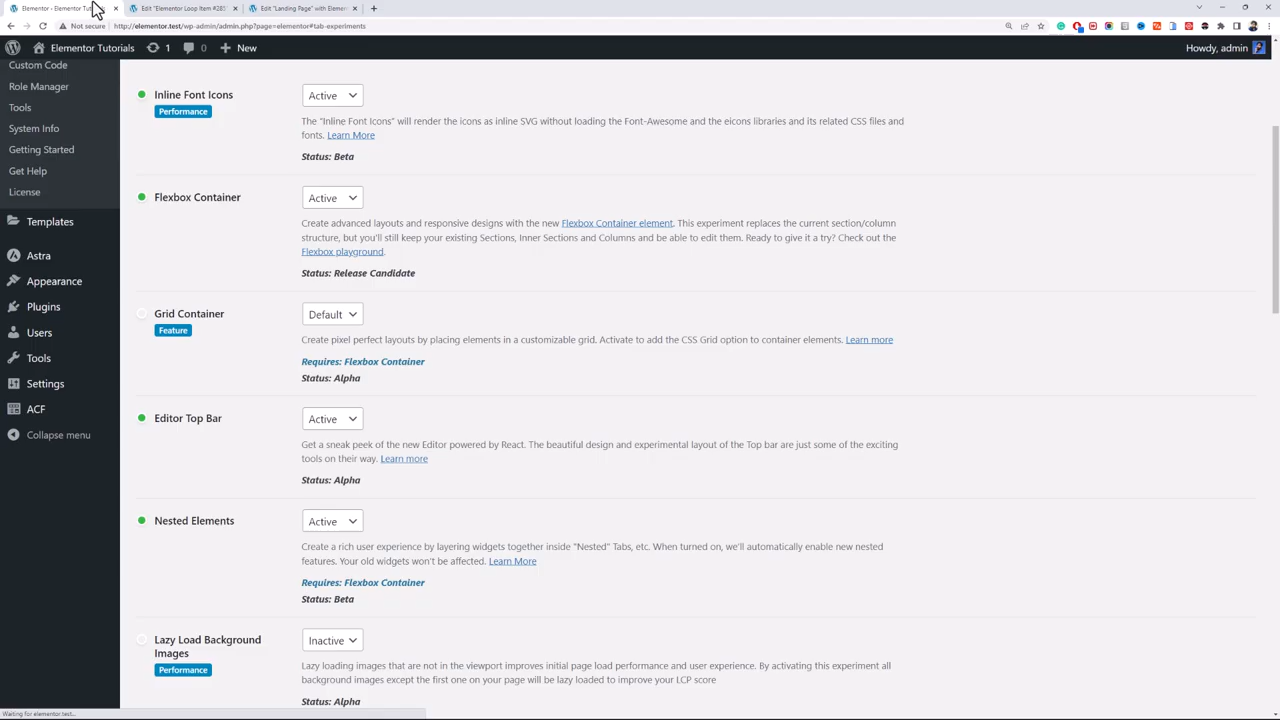 Elementor - Elementor Tut
Edit "Elementor Loop Item #285"
Edit "Landing Page" with Elemen
Not secure
http://elementor.test/wp-admin/admin.php?page=elementor#tab-experiments
Elementor Tutorials
1
0
New
Howdy, admin
Custom Code
Role Manager
Tools
System Info
Getting Started
Get Help
License
Templates
Astra
Appearance
Plugins
Users
Tools
Settings
ACF
Collapse menu
Inline Font Icons
Performance
Active
The "Inline Font Icons" will render the icons as inline SVG without loading the Font-Awesome and the eicons libraries and its related CSS files and
fonts. Learn More
Status: Beta
Flexbox Container
Active
Create advanced layouts and responsive designs with the new Flexbox Container element. This experiment replaces the current section/column
structure, but you'll still keep your existing Sections, Inner Sections and Columns and be able to edit them. Ready to give it a try? Check out the
Flexbox playground.
Status: Release Candidate
Grid Container
Feature
Default
Create pixel perfect layouts by placing elements in a customizable grid. Activate to add the CSS Grid option to container elements. Learn more
Requires: Flexbox Container
Status: Alpha
Editor Top Bar
Active
Get a sneak peek of the new Editor powered by React. The beautiful design and experimental layout of the Top bar are just some of the exciting
tools on their way. Learn more
Status: Alpha
Nested Elements
Active
Create a rich user experience by layering widgets together inside "Nested" Tabs, etc. When turned on, we'll automatically enable new nested
features. Your old widgets won't be affected. Learn More
Requires: Flexbox Container
Status: Beta
Lazy Load Background
Images
Performance
Inactive
Lazy loading images that are not in the viewport improves initial page load performance and user experience. By activating this experiment all
background images except the first one on your page will be lazy loaded to improve your LCP score
Status: Alpha
Waiting for elementor.test...